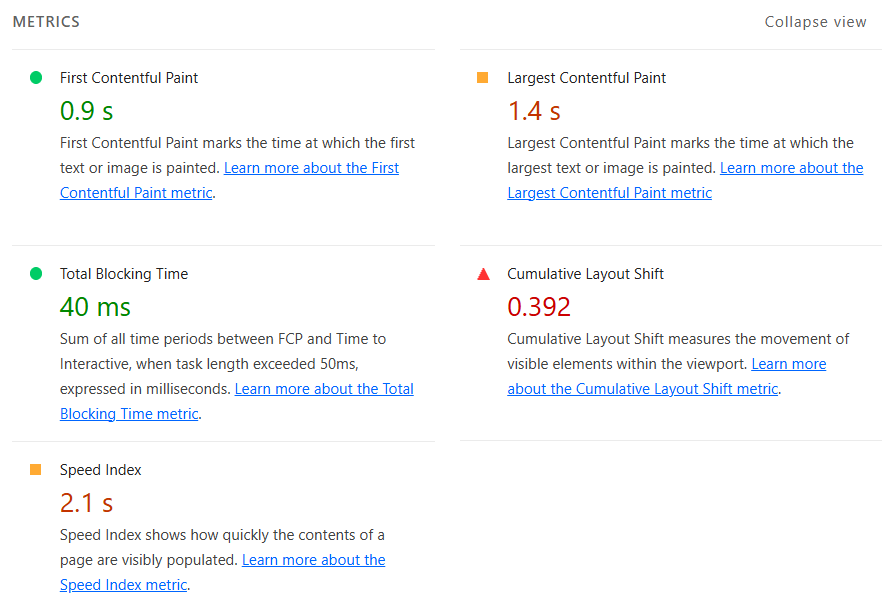 METRICS
Collapse view
First Contentful Paint
0.9 s
First Contentful Paint marks the time at which the first
text or image is painted. Learn more about the First
Contentful Paint metric.
Largest Contentful Paint
1.4 s
Largest Contentful Paint marks the time at which the
largest text or image is painted. Learn more about the
Largest Contentful Paint metric
Total Blocking Time
40 ms
Sum of all time periods between FCP and Time to
Interactive, when task length exceeded 50ms,
expressed in milliseconds. Learn more about the Total
Blocking Time metric.
Cumulative Layout Shift
0.392
Cumulative Layout Shift measures the movement of
visible elements within the viewport. Learn more
about the Cumulative Layout Shift metric.
Speed Index
2.1 s
Speed Index shows how quickly the contents of a
page are visibly populated. Learn more about the
Speed Index metric.